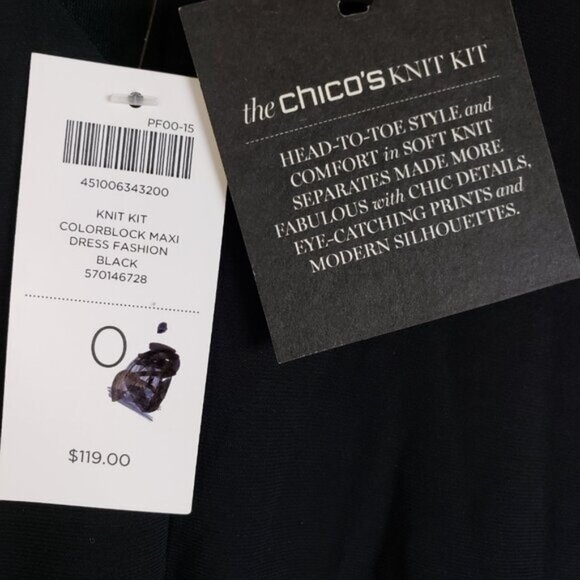 PF00-15
451006343200
KNIT KIT
COLORBLOCK MAXI
DRESS FASHION
BLACK
570146728
0
$119.00
the chico's KNIT KIT
HEAD-TO-TOE STYLE and
COMFORT in SOFT KNIT
SEPARATES MADE MORE
FABULOUS with CHIC DETAILS,
EYE-CATCHING PRINTS and
MODERN SILHOUETTES.